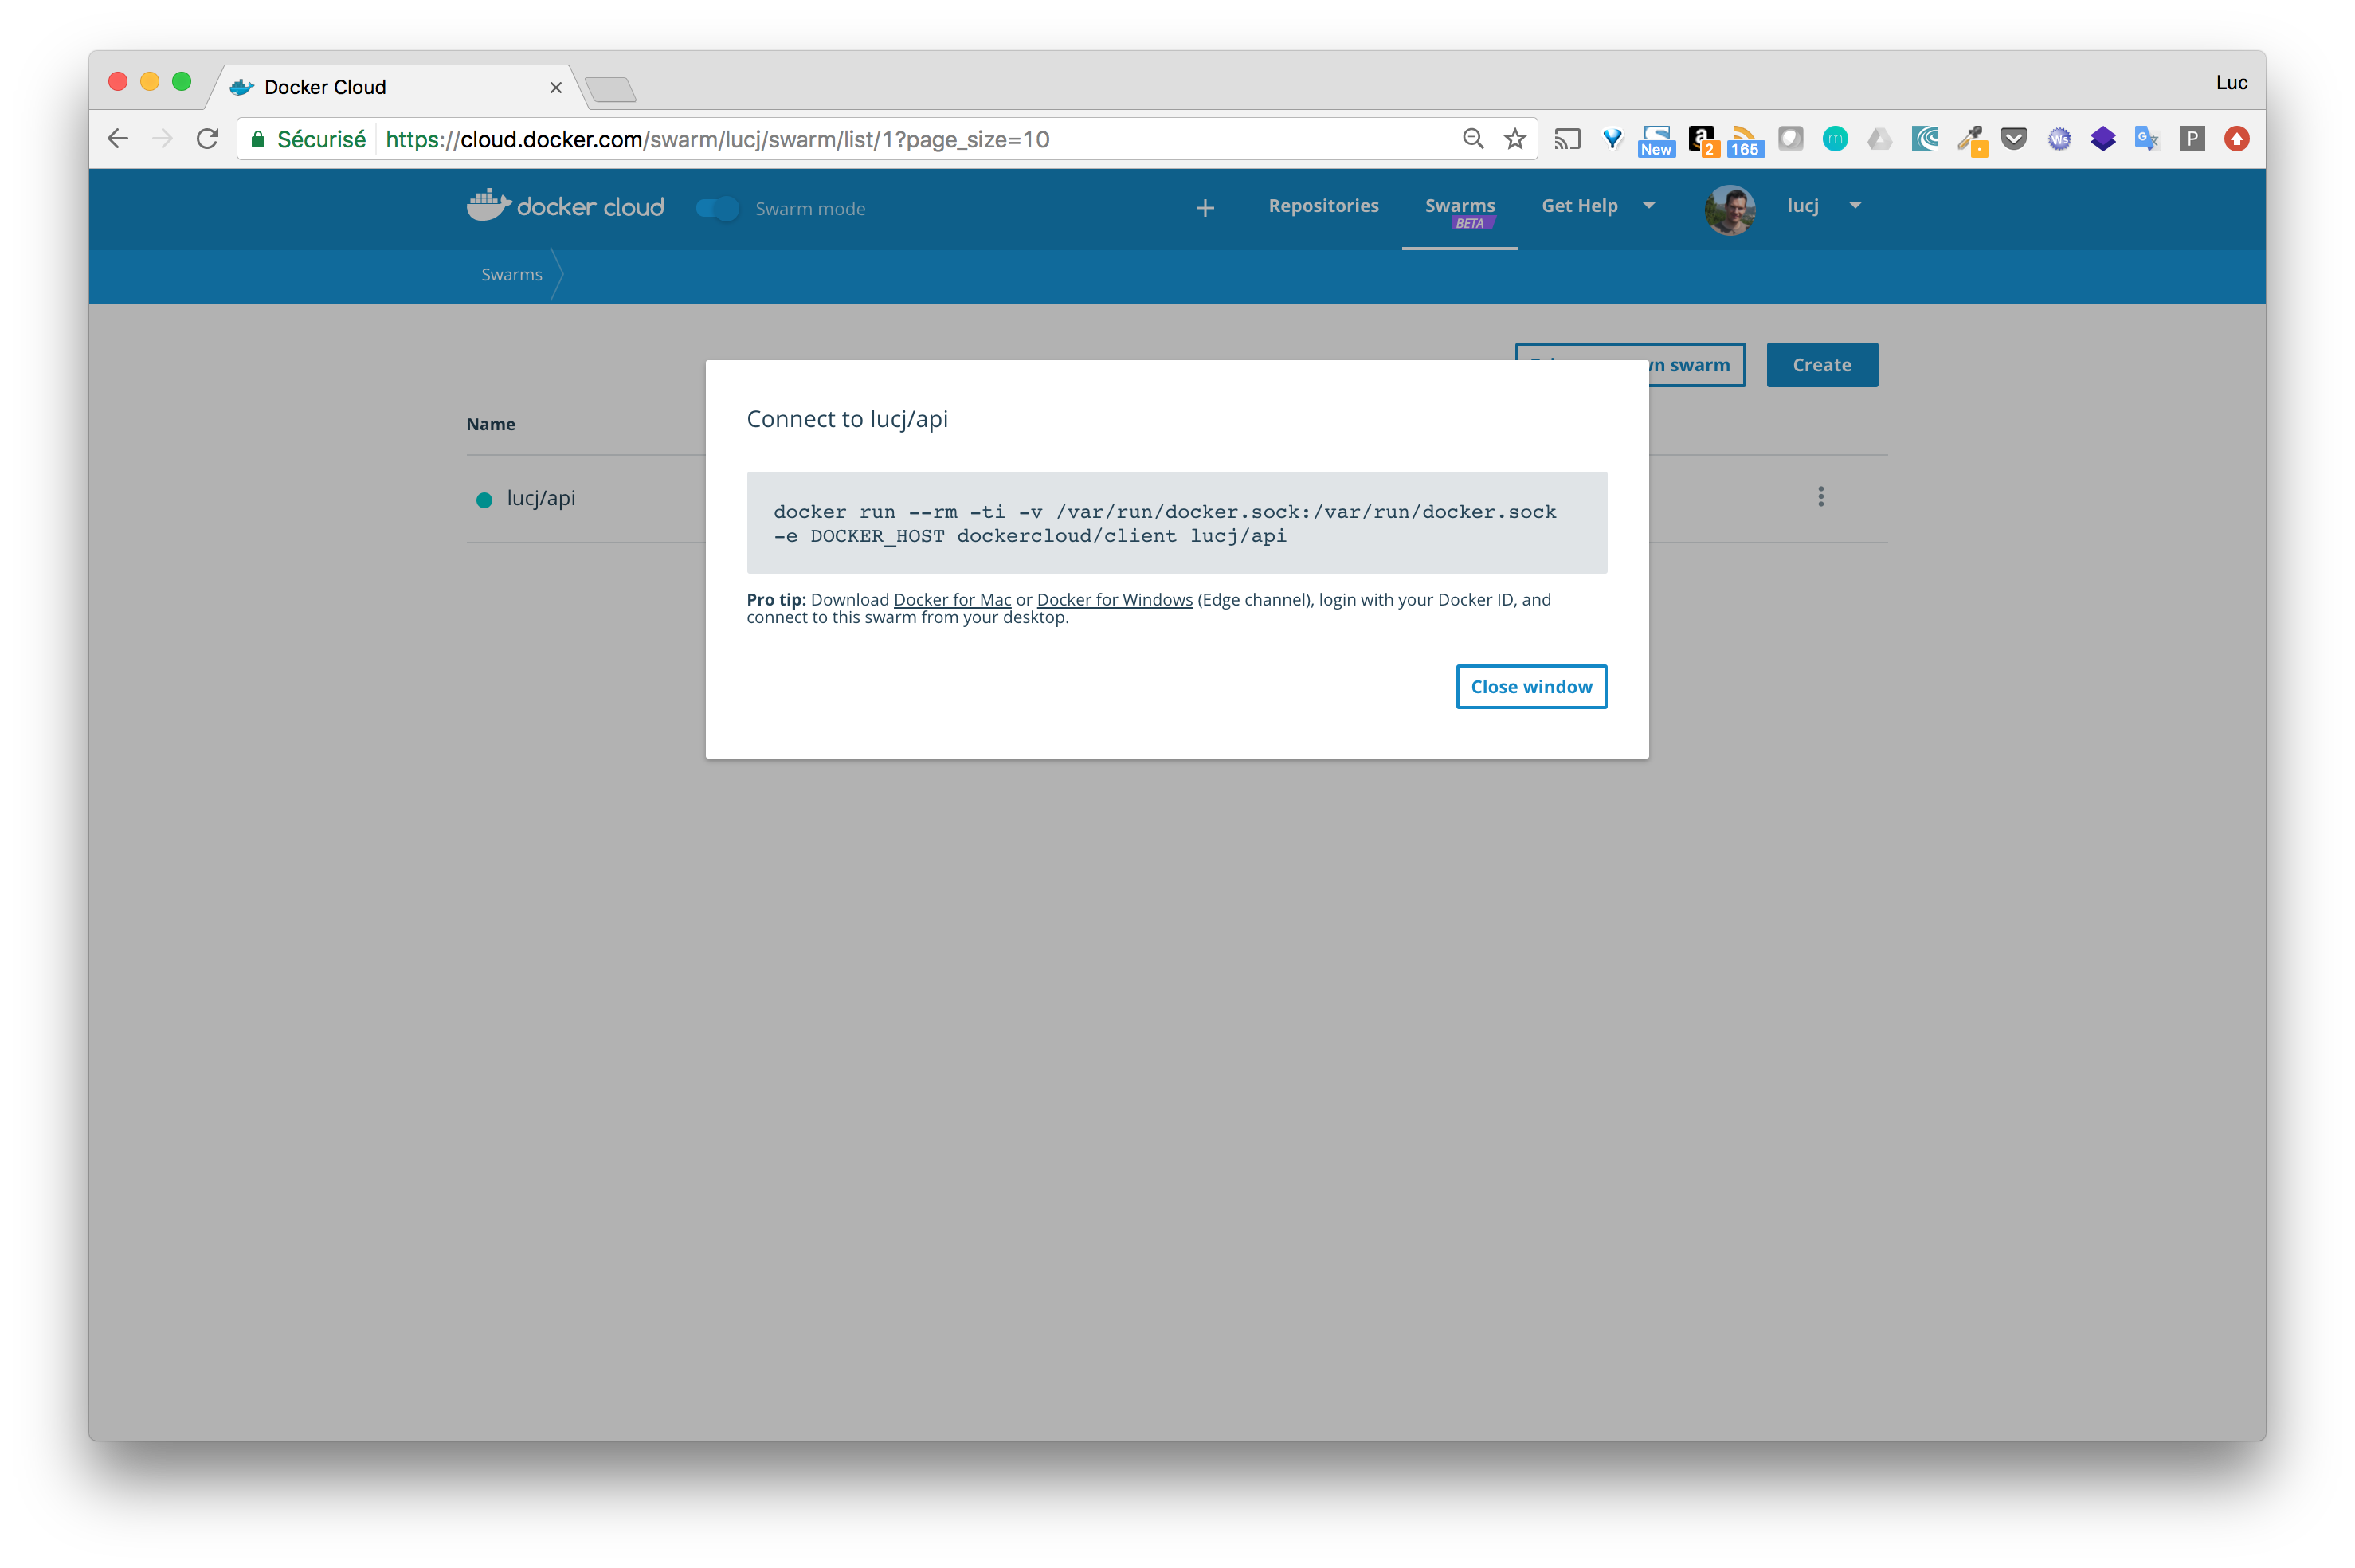 Docker Cloud
Luc
Sécurisé https://cloud.docker.com/swarm/lucj/swarm/list/1?page_size=10
New
a
2
165
m
Ws
G
P
docker cloud
Swarm mode
+ Repositories Swarms Get Help lucj
BETA
Swarms
wn swarm
Create
Name
lucj/api
Connect to lucj/api
docker run --rm -ti -v /var/run/docker.sock:/var/run/docker.sock
-e DOCKER_HOST dockercloud/client lucj/api
Pro tip: Download Docker for Mac or Docker for Windows (Edge channel), login with your Docker ID, and
connect to this swarm from your desktop.
Close window